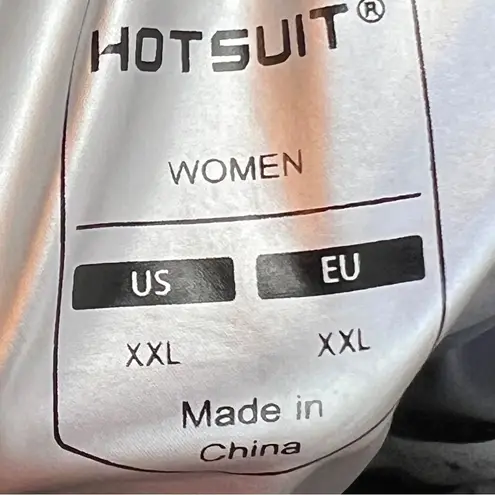 HOTSUIT®
WOMEN
US EU
XXL XXL
Made in
China